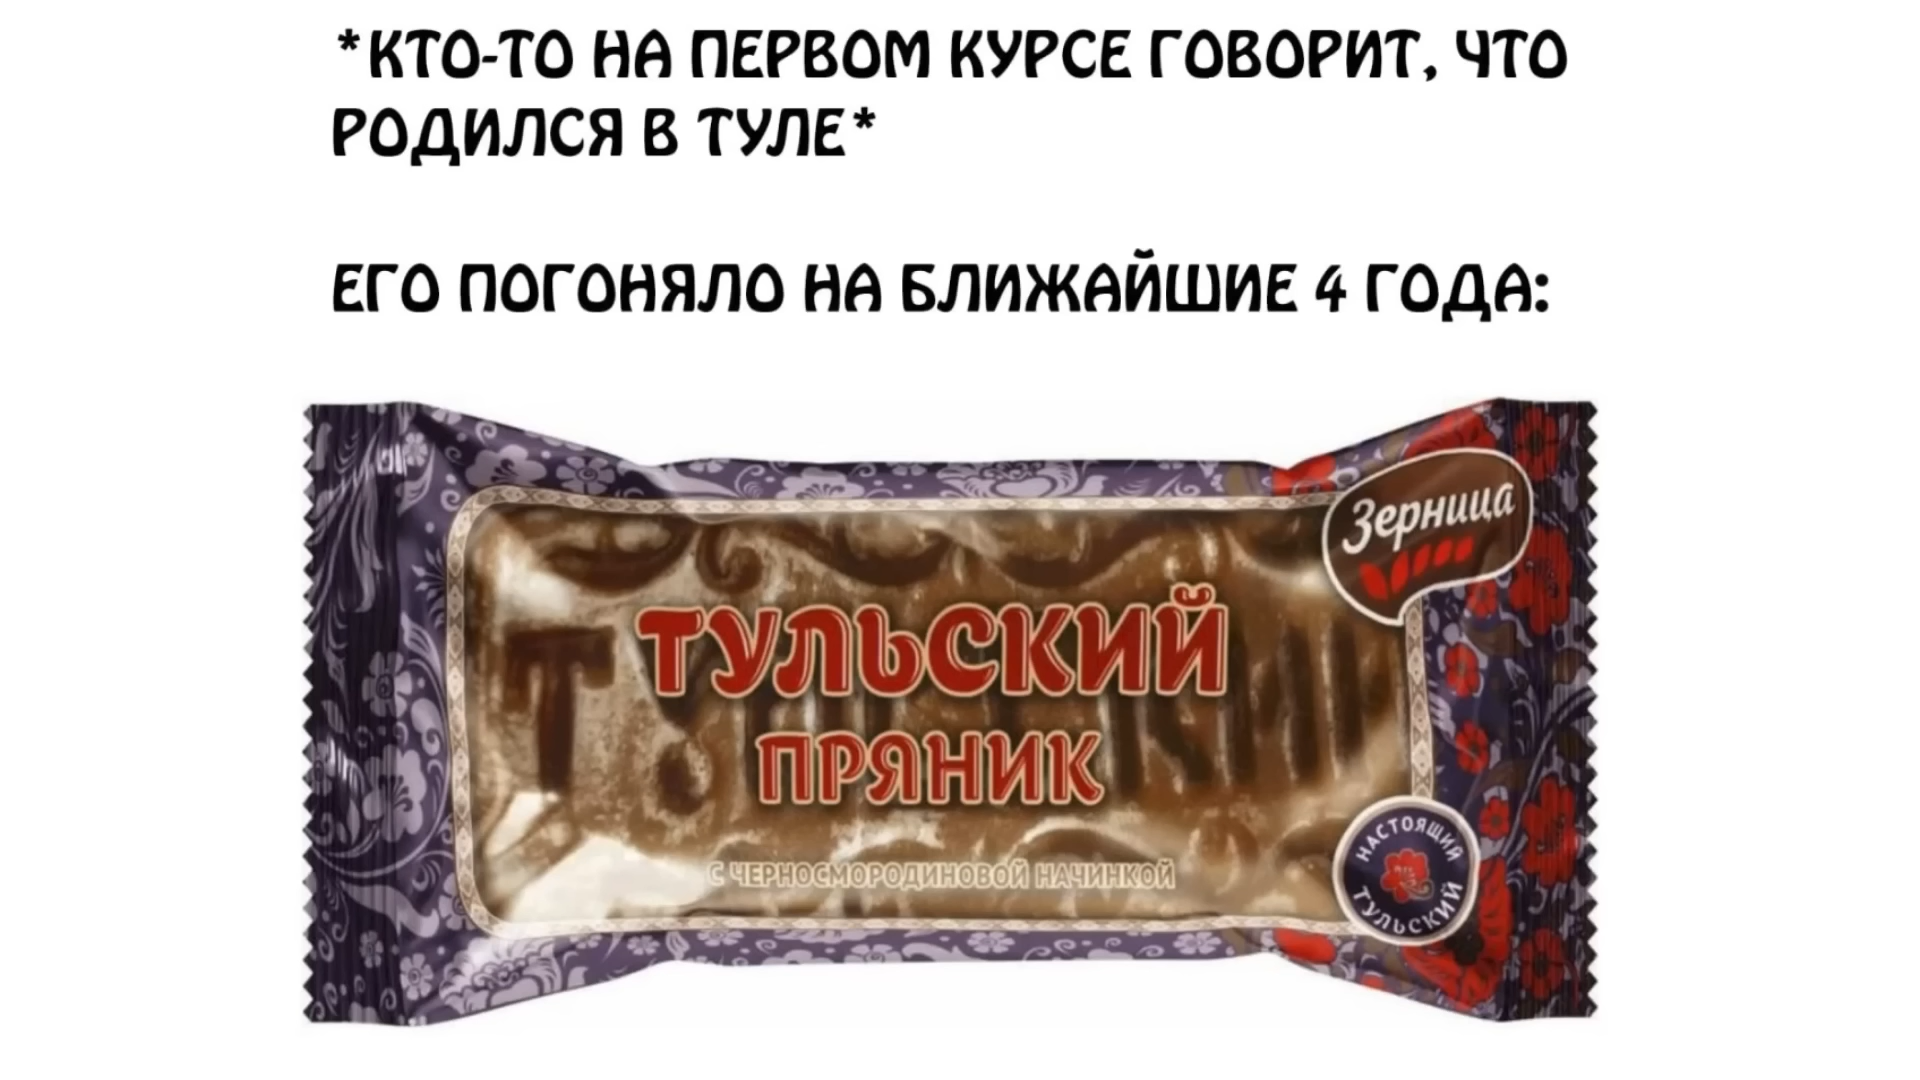 *КТО-ТО НА ПЕРВОМ КУРСЕ ГОВОРИТ, ЧТО
РОДИЛСЯ В ТУЛЕ*
ЕГО ПОГОНЯЛО НА БЛИЖАЙШИЕ 4 ГОДА:
Зерница
ТУЛЬСКИЙ
ПРЯНИК
С ЧЕРНОСМОРОДИНОВОЙ НАЧИНКОЙ
НАСТОЯЩИЙ
ТУЛЬСКИЙ